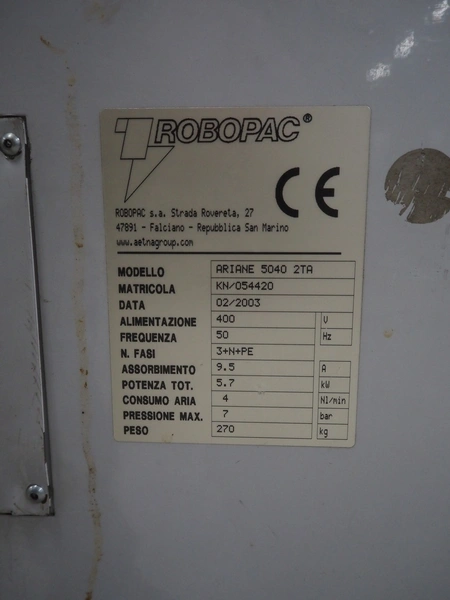 ROBOPAC®
ROBOPAC s.a. Strada Rovereta, 27
47891 - Falciano - Repubblica San Marino
www.aetnagroup.com
CE
MODELLO ARIANE 5040 2TA
MATRICOLA KN/054420
DATA 02/2003
ALIMENTAZIONE 400 V
FREQUENZA 50 Hz
N. FASI 3+N+PE
ASSORBIMENTO 9.5 A
POTENZA TOT. 5.7 kW
CONSUMO ARIA 4 Nl/min
PRESSIONE MAX. 7 bar
PESO 270 kg